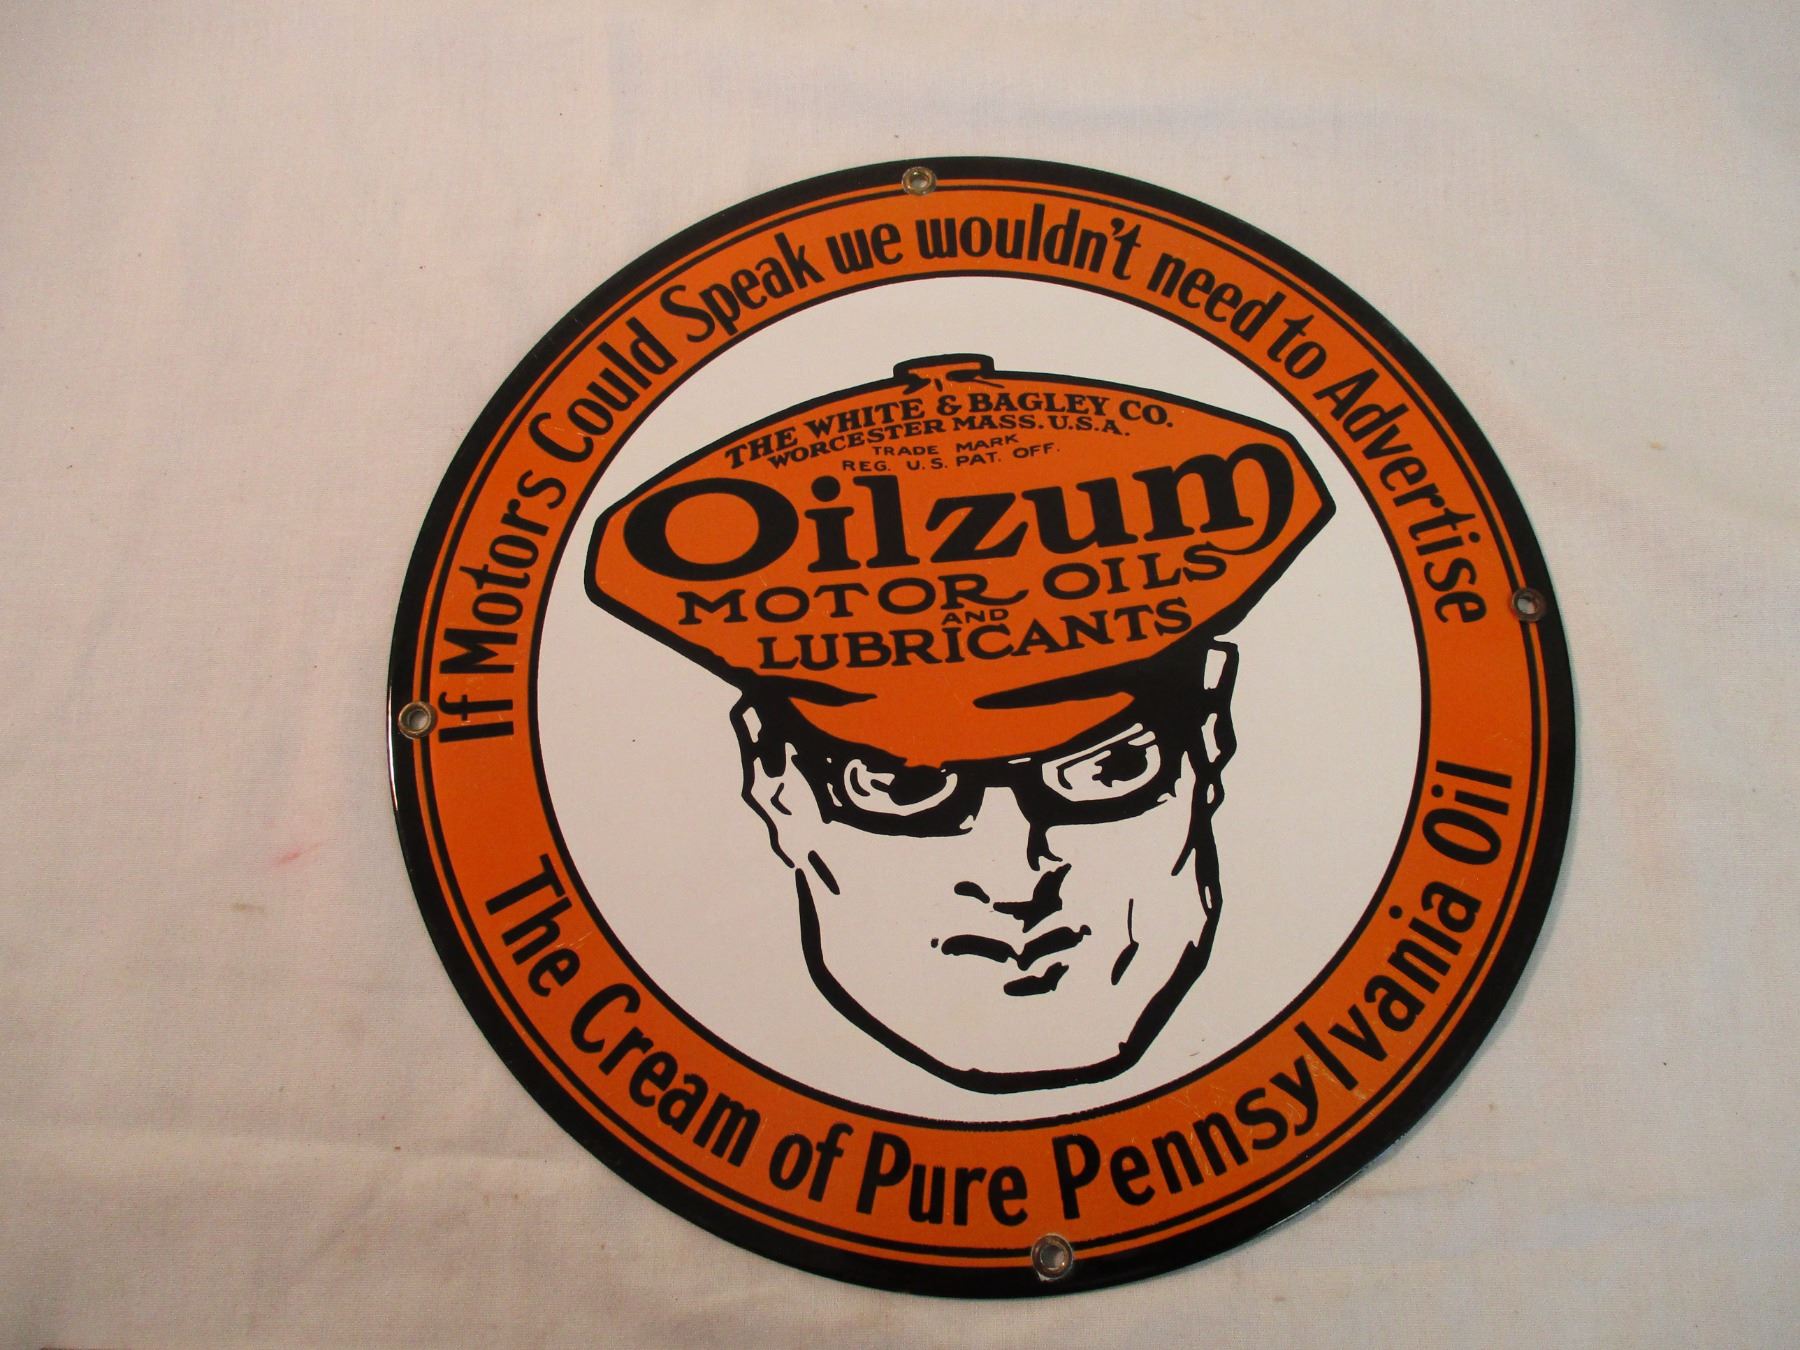 If Motors Could Speak we wouldn't need to Advertise
THE WHITE & BAGLEY CO.
WORCESTER MASS. U.S.A.
TRADE MARK
REG. U.S. PAT. OFF.
Oilzum
MOTOR OILS
AND
LUBRICANTS
The Cream of Pure Pennsylvania Oil